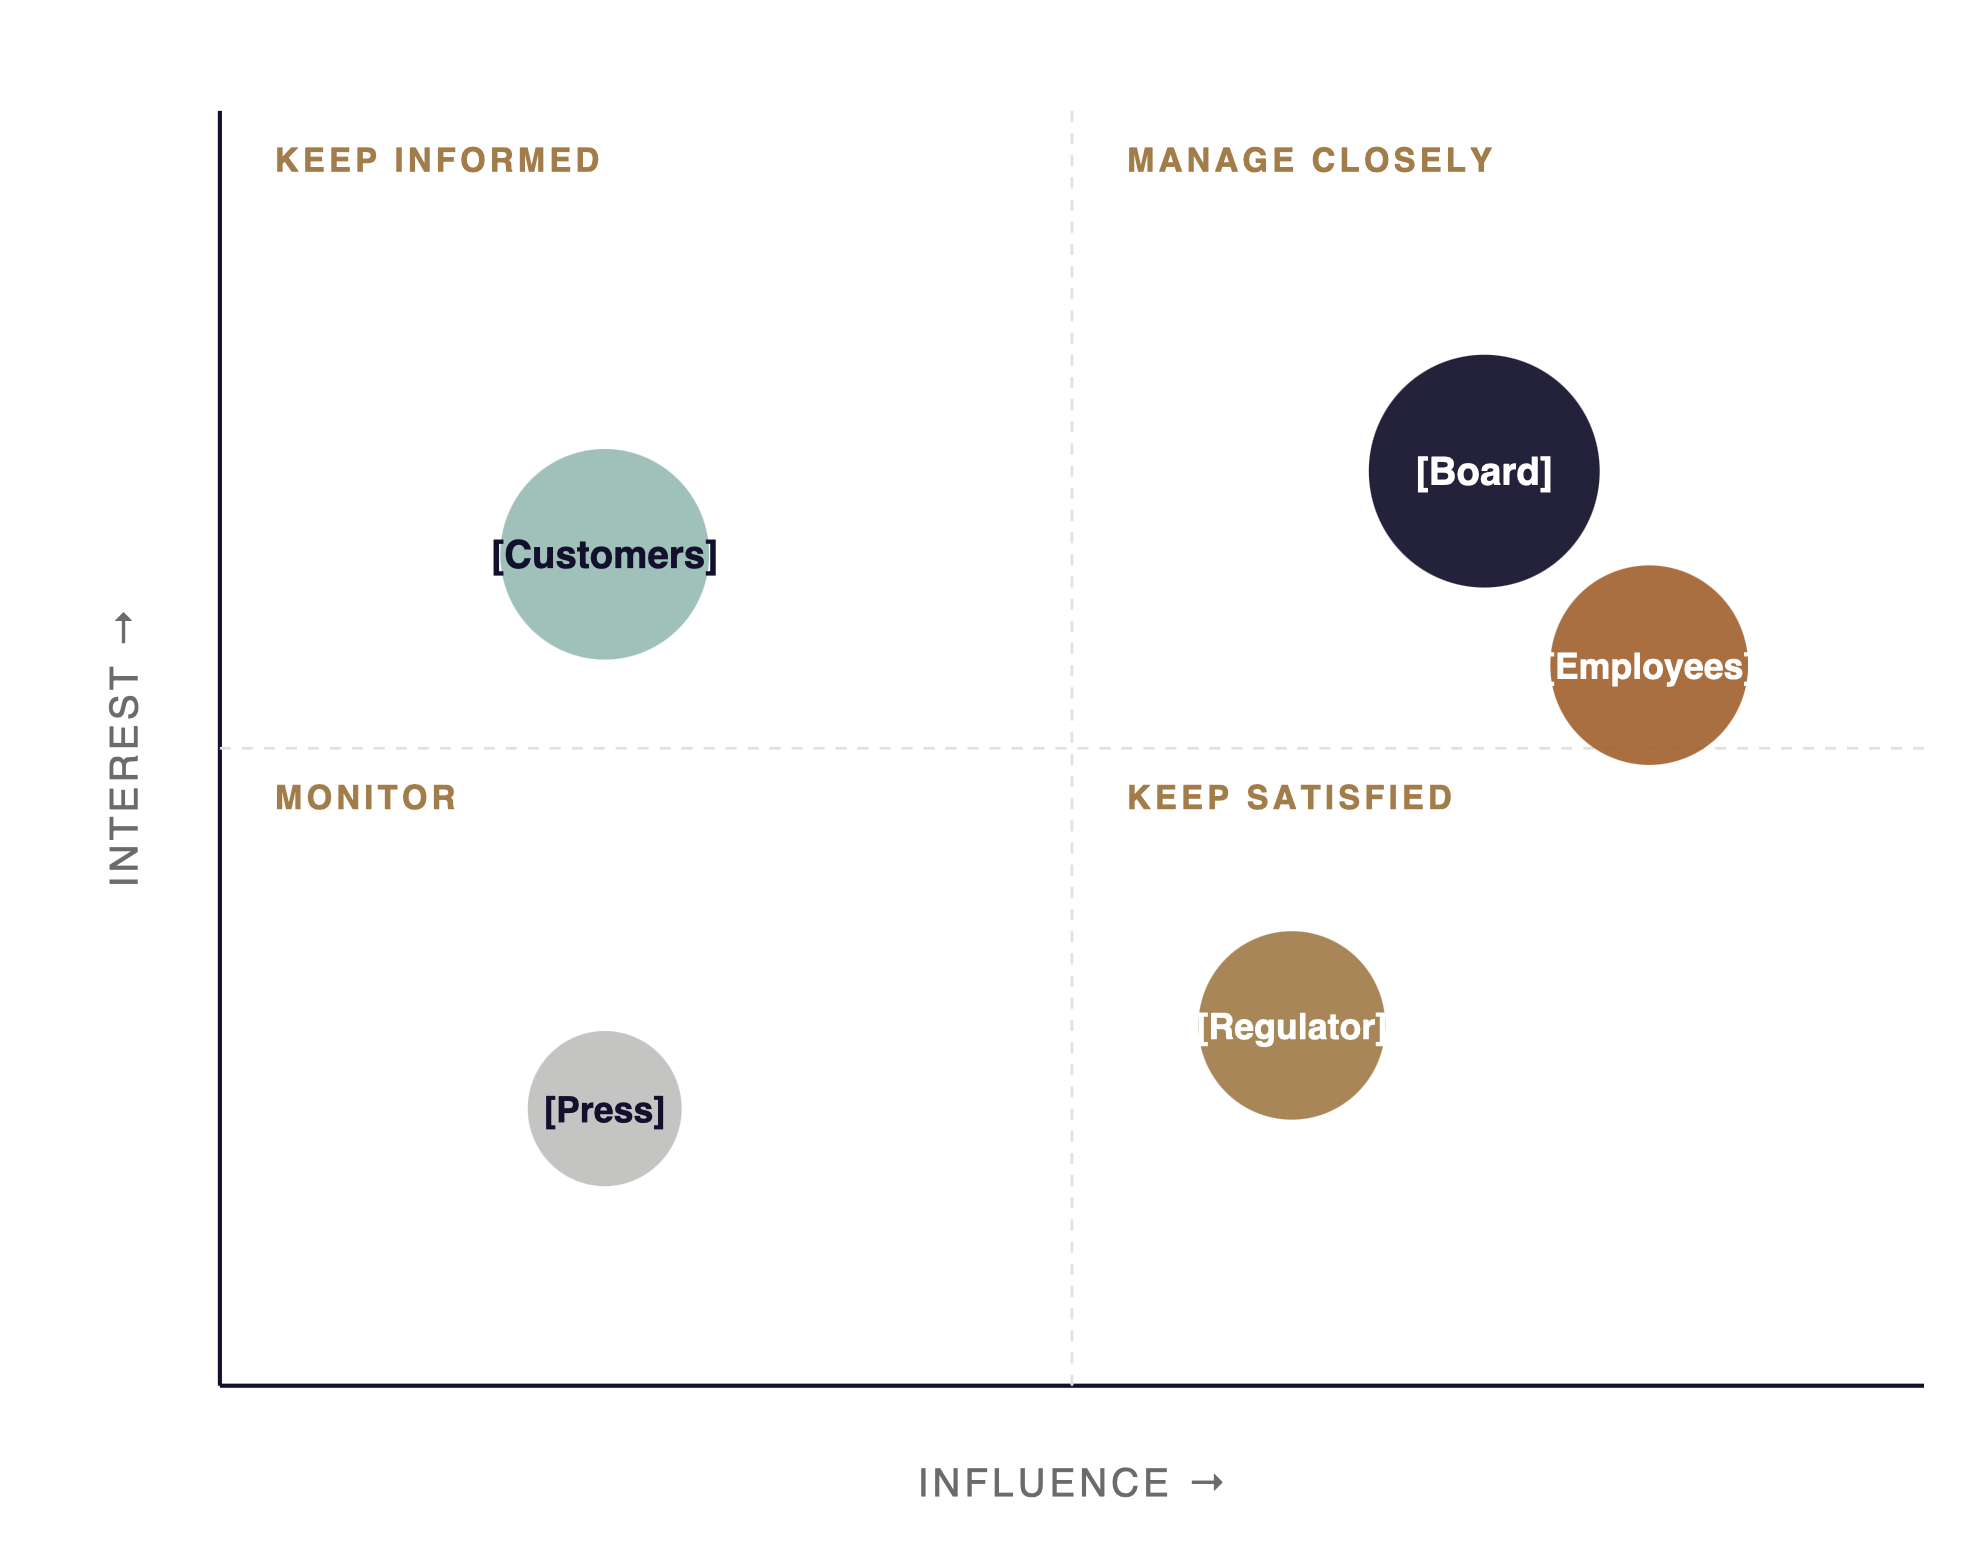 KEEP INFORMED
MANAGE CLOSELY
[Board]
[Customers]
[Employees]
INTEREST →
MONITOR
KEEP SATISFIED
[Regulator]
[Press]
INFLUENCE →